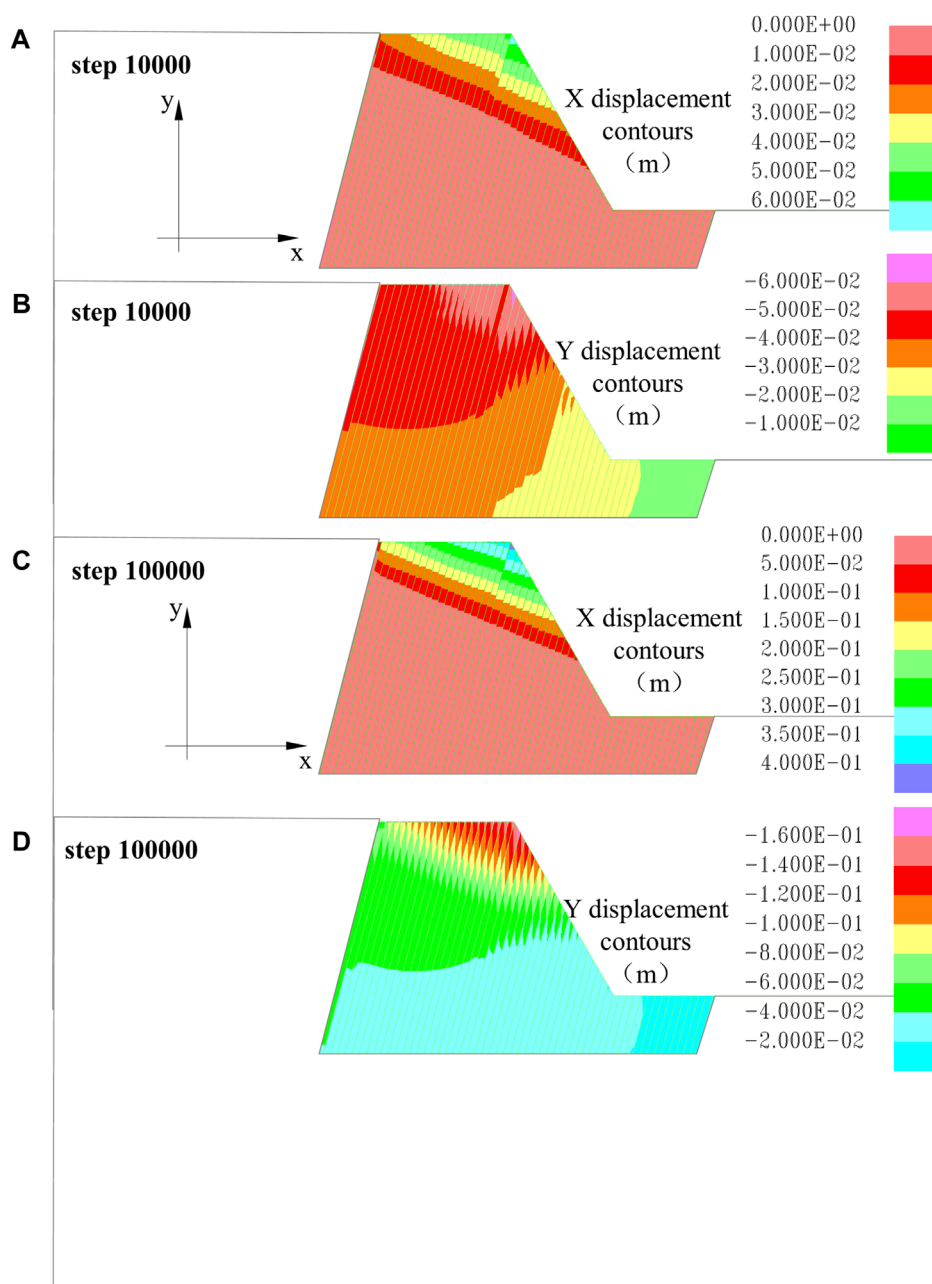 A
step 10000
y
x
X displacement
contours
（m）
0.000E+00
1.000E-02
2.000E-02
3.000E-02
4.000E-02
5.000E-02
6.000E-02
B
step 10000
Y displacement
contours
（m）
-6.000E-02
-5.000E-02
-4.000E-02
-3.000E-02
-2.000E-02
-1.000E-02
C
step 100000
y
x
X displacement
contours
（m）
0.000E+00
5.000E-02
1.000E-01
1.500E-01
2.000E-01
2.500E-01
3.000E-01
3.500E-01
4.000E-01
D
step 100000
Y displacement
contours
（m）
-1.600E-01
-1.400E-01
-1.200E-01
-1.000E-01
-8.000E-02
-6.000E-02
-4.000E-02
-2.000E-02